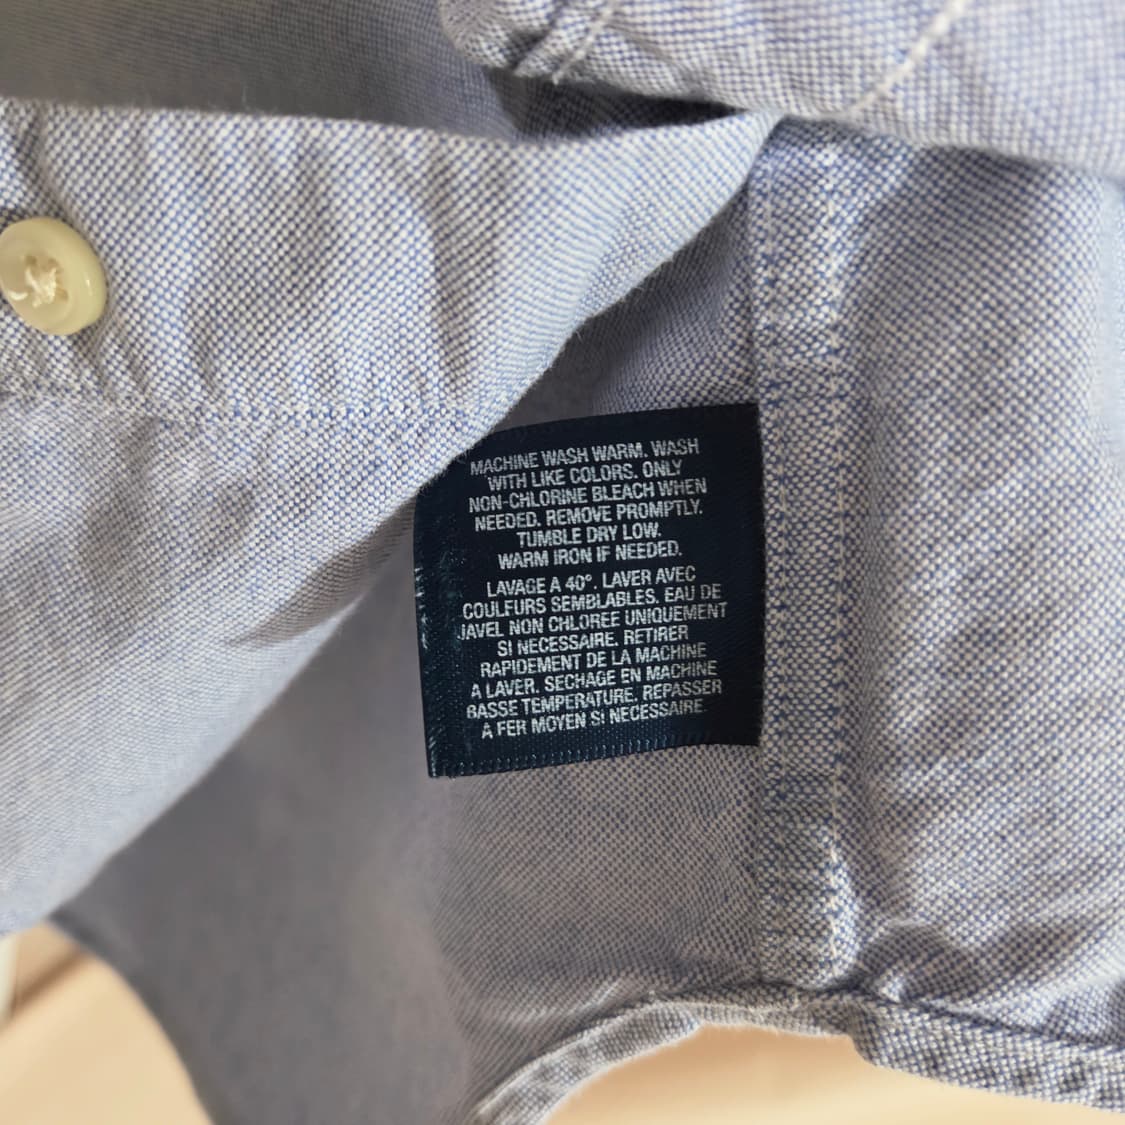 MACHINE WASH WARM. WASH
WITH LIKE COLORS. ONLY
NON-CHLORINE BLEACH WHEN
NEEDED. REMOVE PROMPTLY.
TUMBLE DRY LOW.
WARM IRON IF NEEDED.
LAVAGE A 40°. LAVER AVEC
COULEURS SEMBLABLES. EAU DE
JAVEL NON CHLOREE UNIQUEMENT
SI NECESSAIRE. RETIRER
RAPIDEMENT DE LA MACHINE
A LAVER. SECHAGE EN MACHINE
BASSE TEMPERATURE. REPASSER
A FER MOYEN SI NECESSAIRE.